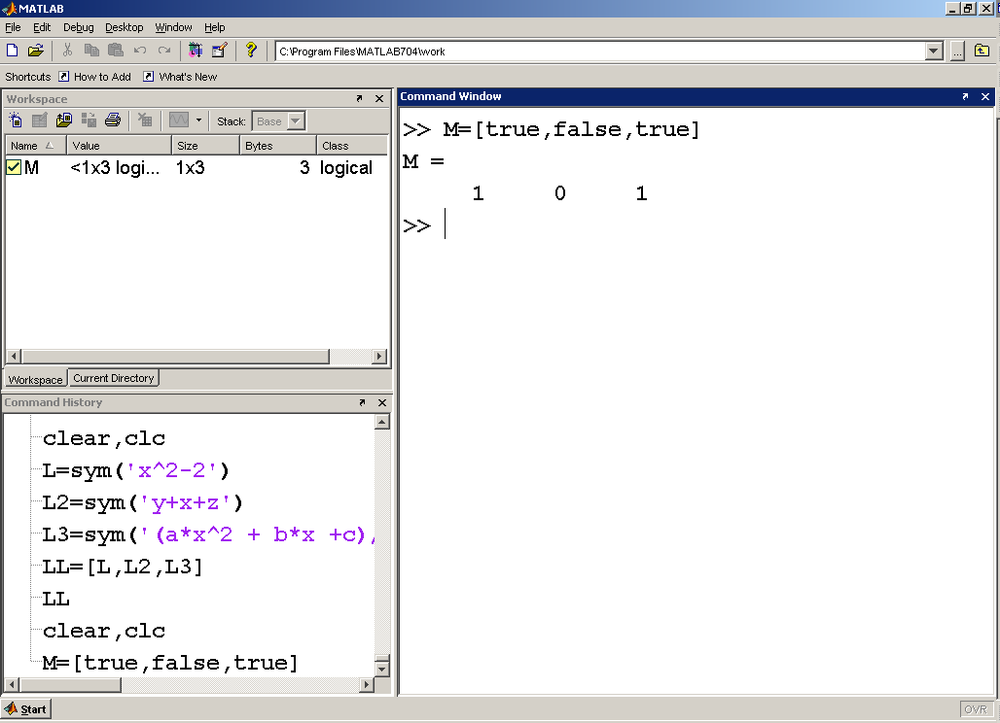 MATLAB
File Edit Debug Desktop Window Help
C:\Program Files\MATLAB704\work
...
Shortcuts How to Add What's New
Workspace
Stack: Base
Name Value Size Bytes Class
M <1x3 logi... 1x3 3 logical
Workspace Current Directory
Command History
clear,clc
L=sym('x^2-2')
L2=sym('y+x+z')
L3=sym('(a*x^2 + b*x +c),
LL=[L,L2,L3]
LL
clear,clc
M=[true,false,true]
Command Window
>> M=[true,false,true]
M =
1 0 1
>>
Start
OVR